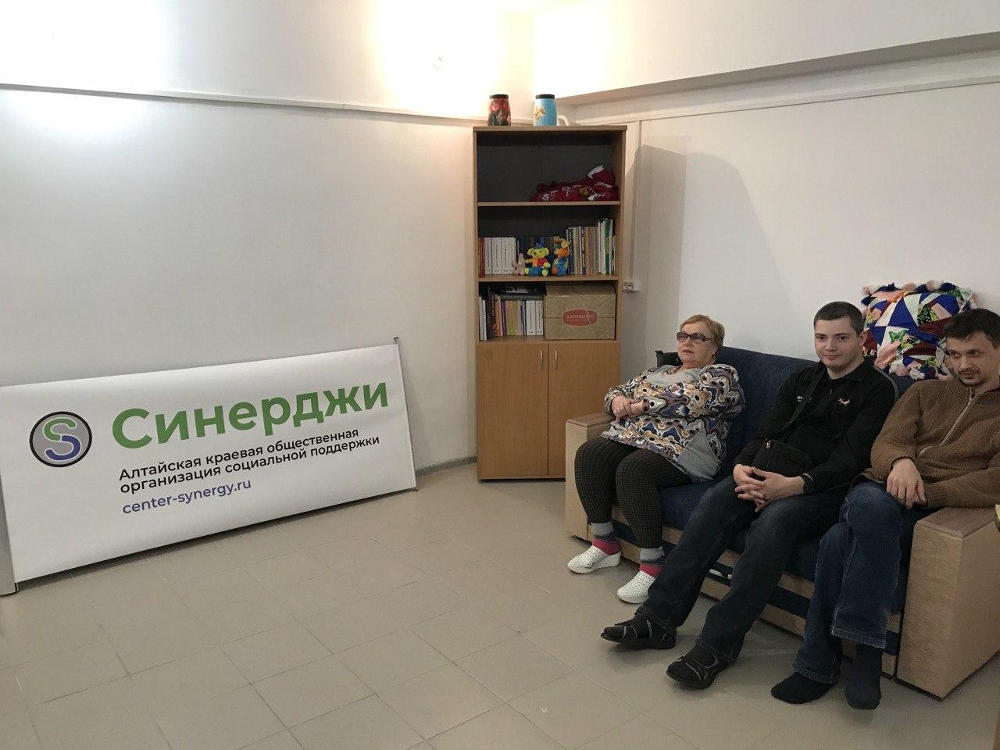 Синерджи
Алтайская краевая общественная
организация социальной поддержки
center-synergy.ru